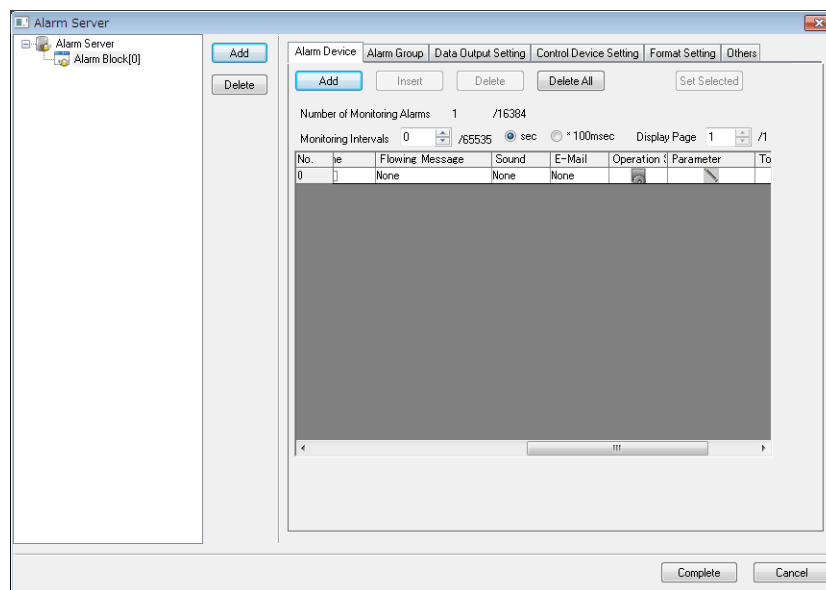 Alarm Server
Alarm Server
Alarm Block[0]
Add
Delete
Alarm Device Alarm Group Data Output Setting Control Device Setting Format Setting Others
Add Insert Delete Delete All Set Selected
Number of Monitoring Alarms 1 /16384
Monitoring Intervals 0 /65535 sec * 100msec Display Page 1 /1
No. Flowing Message Sound E-Mail Operation Parameter To
0 None None None
Complete Cancel